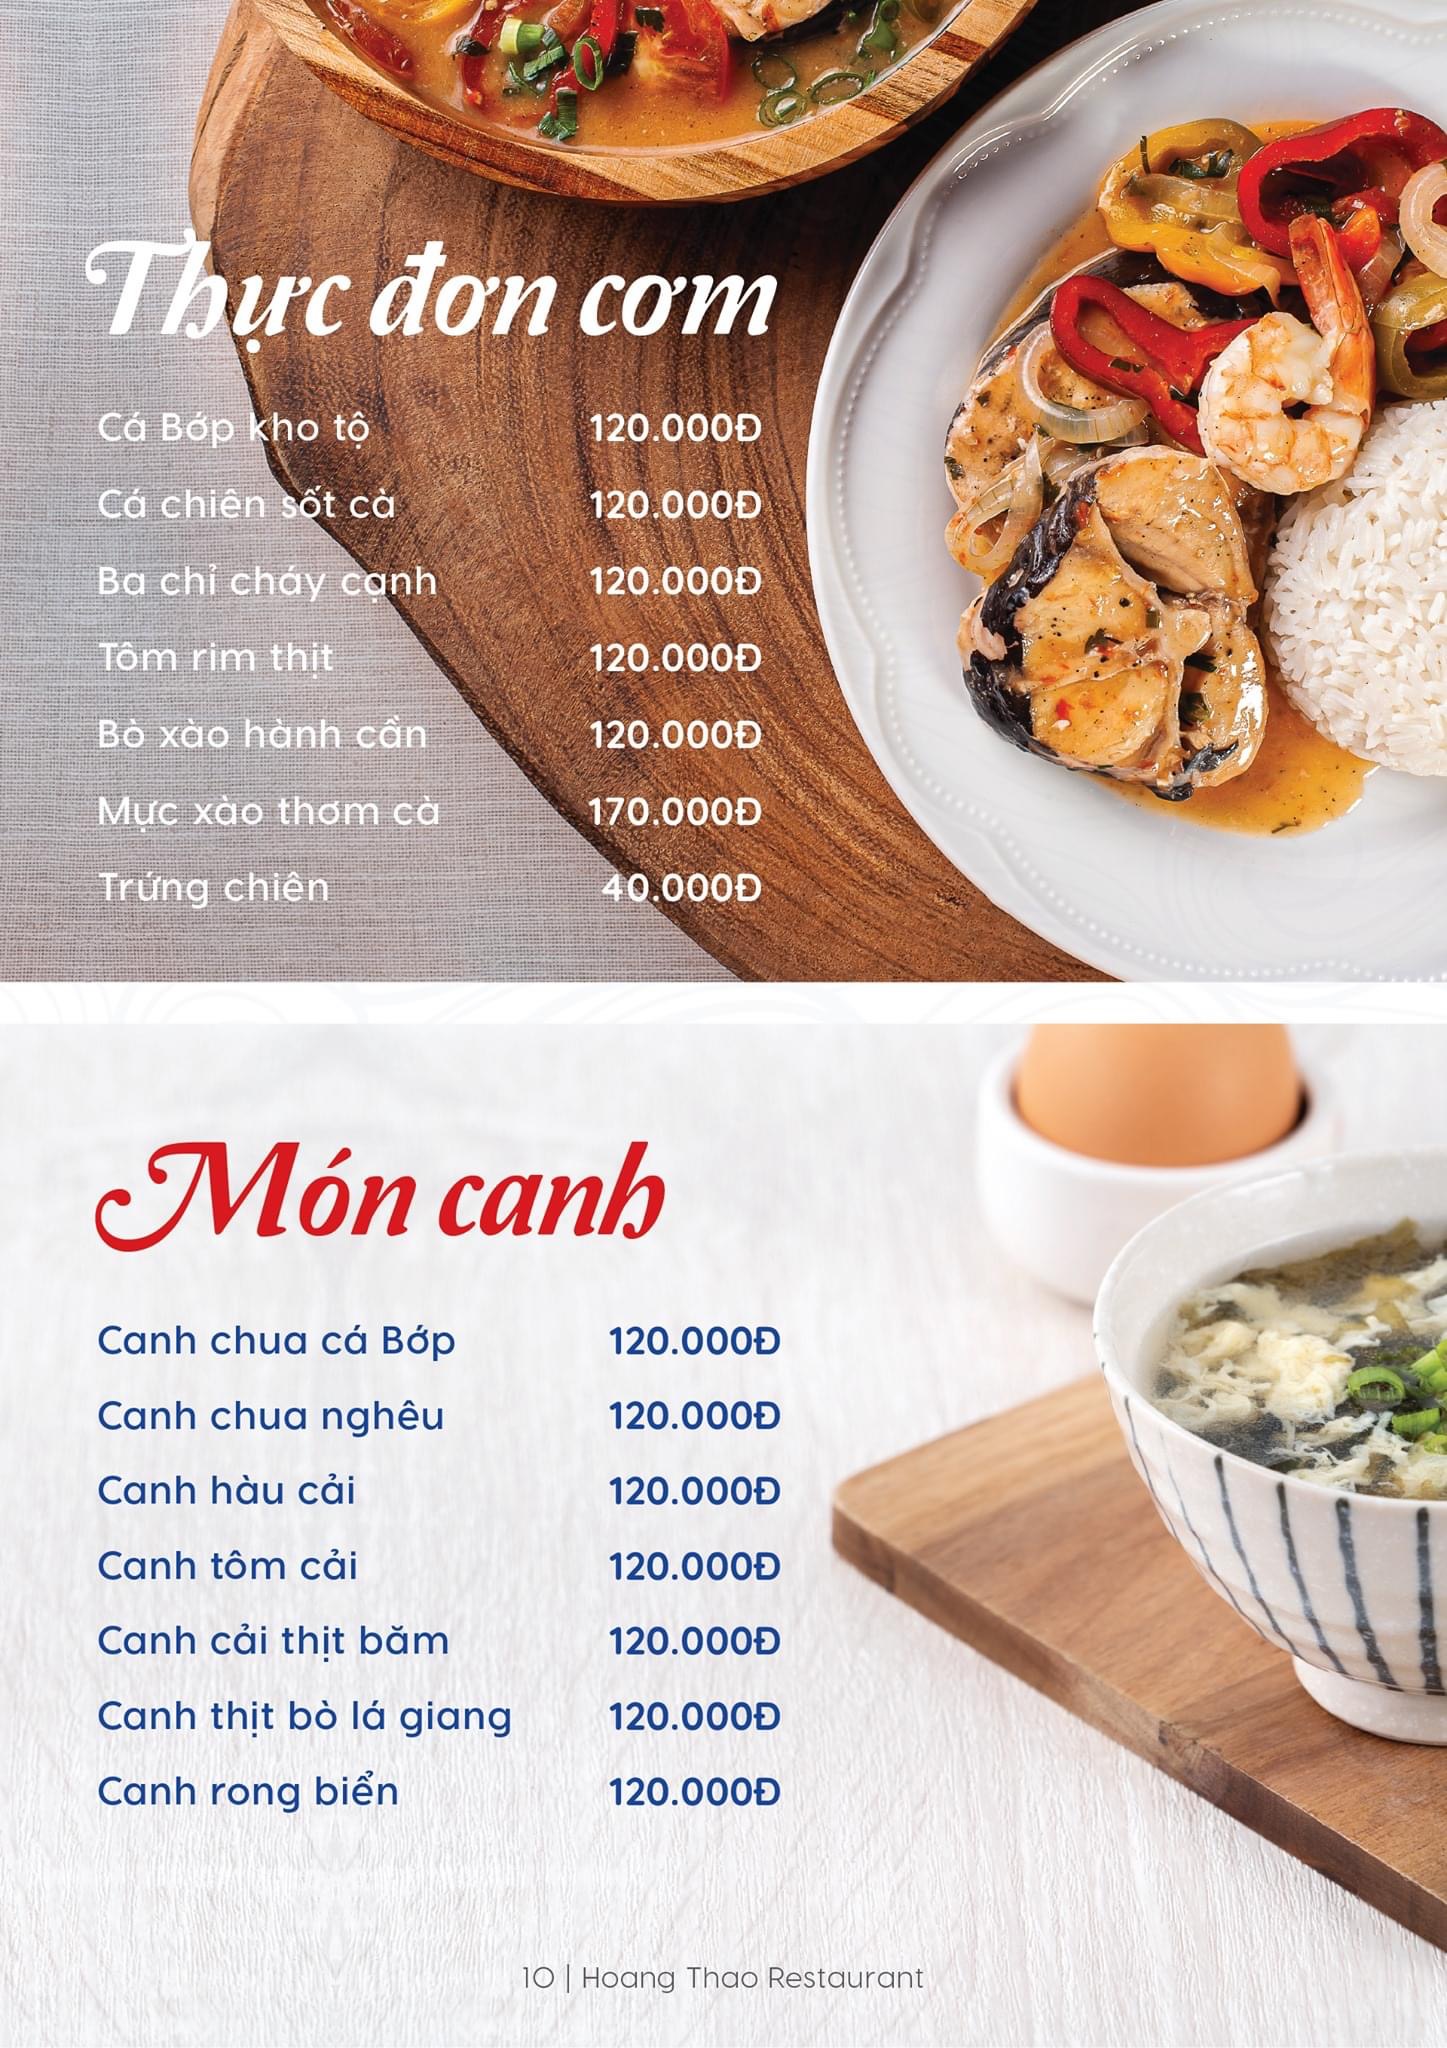 Thực đơn cơm
Cá Bớp kho tộ 120.000Đ
Cá chiên sốt cà 120.000Đ
Ba chỉ cháy cạnh 120.000Đ
Tôm rim thịt 120.000Đ
Bò xào hành cần 120.000Đ
Mực xào thơm cà 170.000Đ
Trứng chiên 40.000Đ
Món canh
Canh chua cá Bớp 120.000Đ
Canh chua nghêu 120.000Đ
Canh hàu cải 120.000Đ
Canh tôm cải 120.000Đ
Canh cải thịt băm 120.000Đ
Canh thịt bò lá giang 120.000Đ
Canh rong biển 120.000Đ
10 | Hoang Thao Restaurant